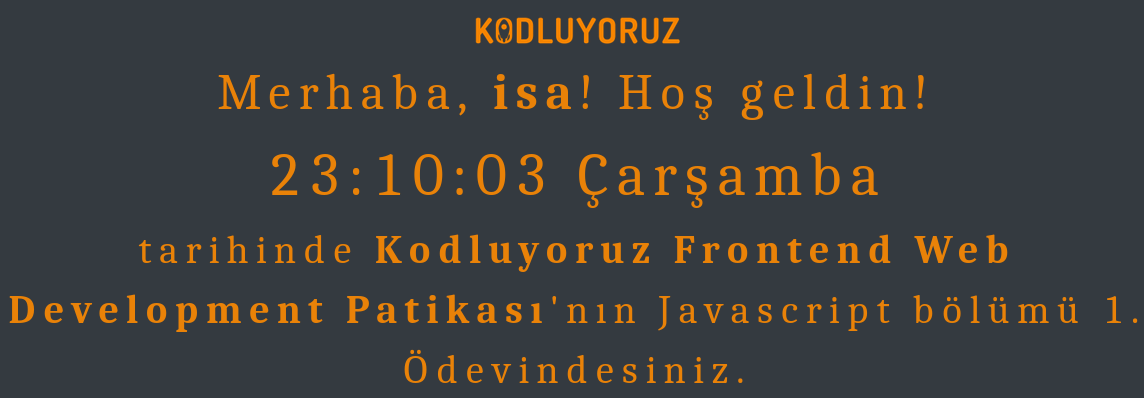 KODLUYORUZ
Merhaba, isa! Hoş geldin!
23:10:03 Çarşamba
tarihinde Kodluyoruz Frontend Web
Development Patikası'nın Javascript bölümü 1.
Ödevindesiniz.